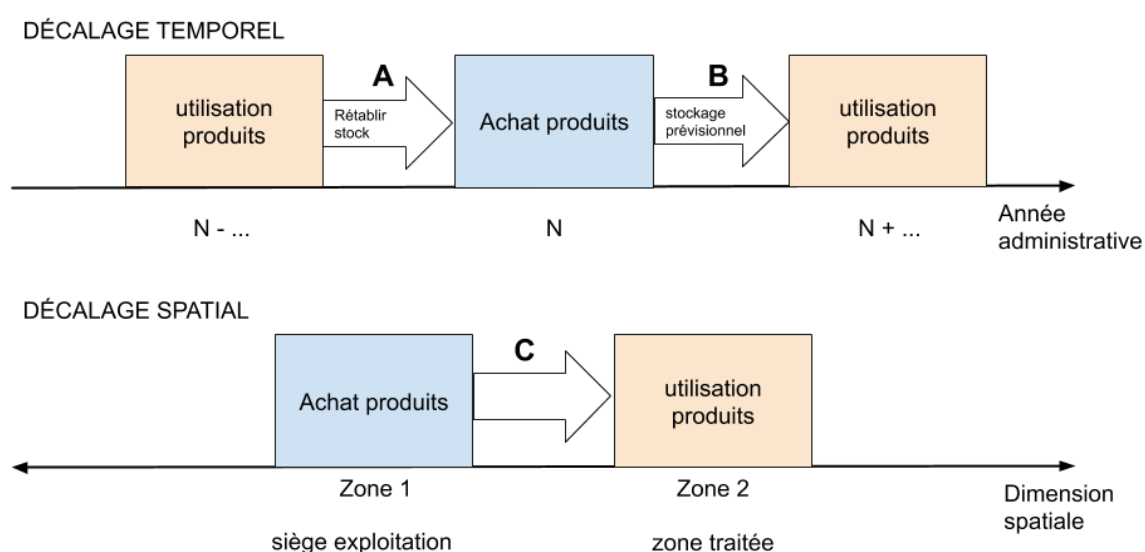 DÉCALAGE TEMPOREL
utilisation
produits
A
Rétablir
stock
Achat produits
B
stockage
prévisionnel
utilisation
produits
N - ...
N
N + ...
Année
administrative
DÉCALAGE SPATIAL
Achat produits
C
utilisation
produits
Zone 1
Zone 2
Dimension
spatiale
siège exploitation
zone traitée